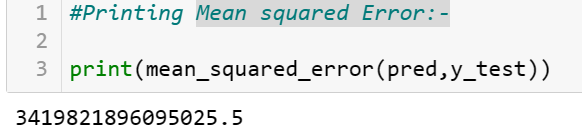 1 #Printing Mean squared Error:-
2
3 print(mean_squared_error(pred,y_test))
3419821896095025.5